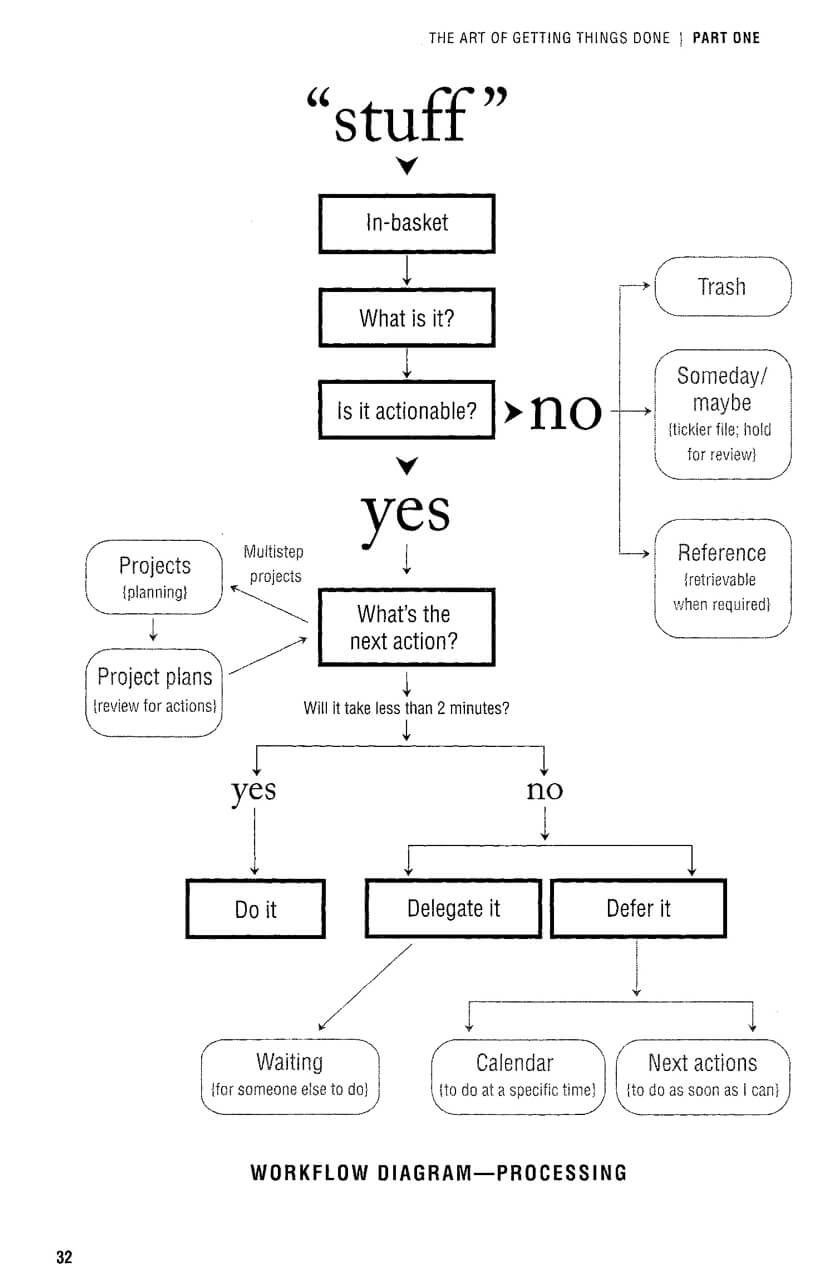 THE ART OF GETTING THINGS DONE | PART ONE
“stuff”
In-basket
What is it?
Is it actionable?
no
Trash
Someday/
maybe
{tickler file; hold
for review}
Reference
{retrievable
when required}
yes
Multistep
projects
Projects
{planning}
Project plans
{review for actions}
What's the
next action?
Will it take less than 2 minutes?
yes
no
Do it
Delegate it
Defer it
Waiting
{for someone else to do}
Calendar
{to do at a specific time}
Next actions
{to do as soon as I can}
WORKFLOW DIAGRAM—PROCESSING
32